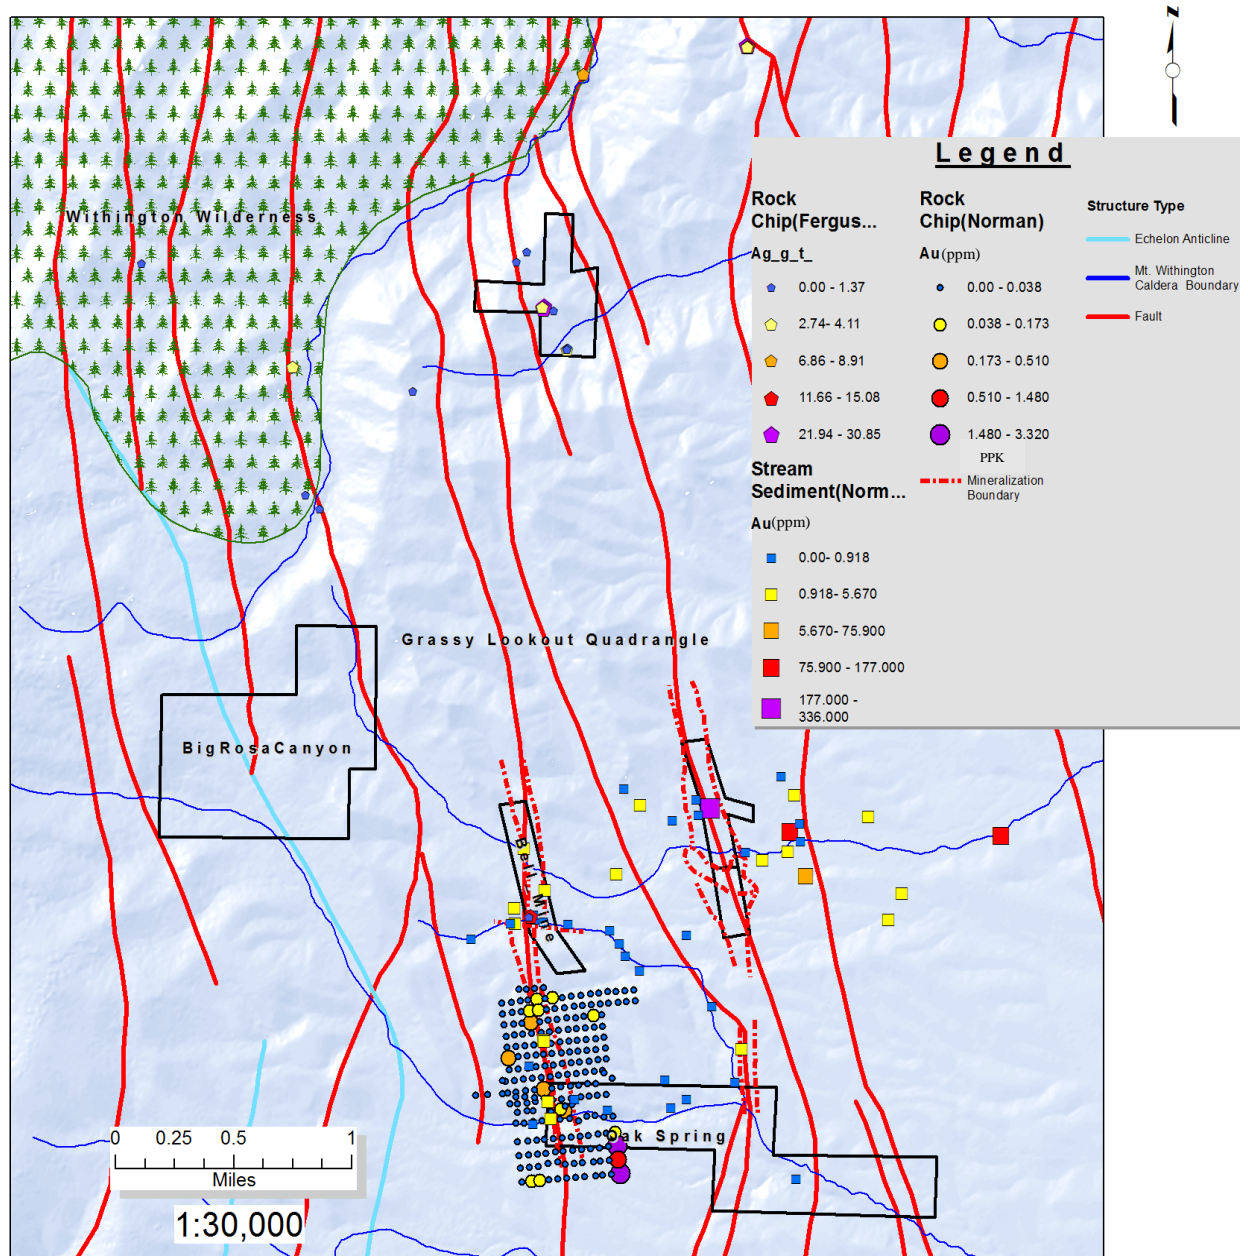 N
Legend
Rock
Chip(Fergus...
Ag_g_t_
0.00 - 1.37
2.74- 4.11
6.86 - 8.91
11.66 - 15.08
21.94 - 30.85
Stream
Sediment(Norm...
Au(ppm)
0.00- 0.918
0.918- 5.670
5.670- 75.900
75.900 - 177.000
177.000 -
336.000
Rock
Chip(Norman)
Au(ppm)
0.00 - 0.038
0.038 - 0.173
0.173 - 0.510
0.510 - 1.480
1.480 - 3.320
PPK
Mineralization
Boundary
Structure Type
Echelon Anticline
Mt. Withington
Caldera Boundary
Fault
Withington Wilderness
Grassy Lookout Quadrangle
BigRosaCanyon
Bell Mine
Oak Spring
0 0.25 0.5 1
Miles
1:30,000